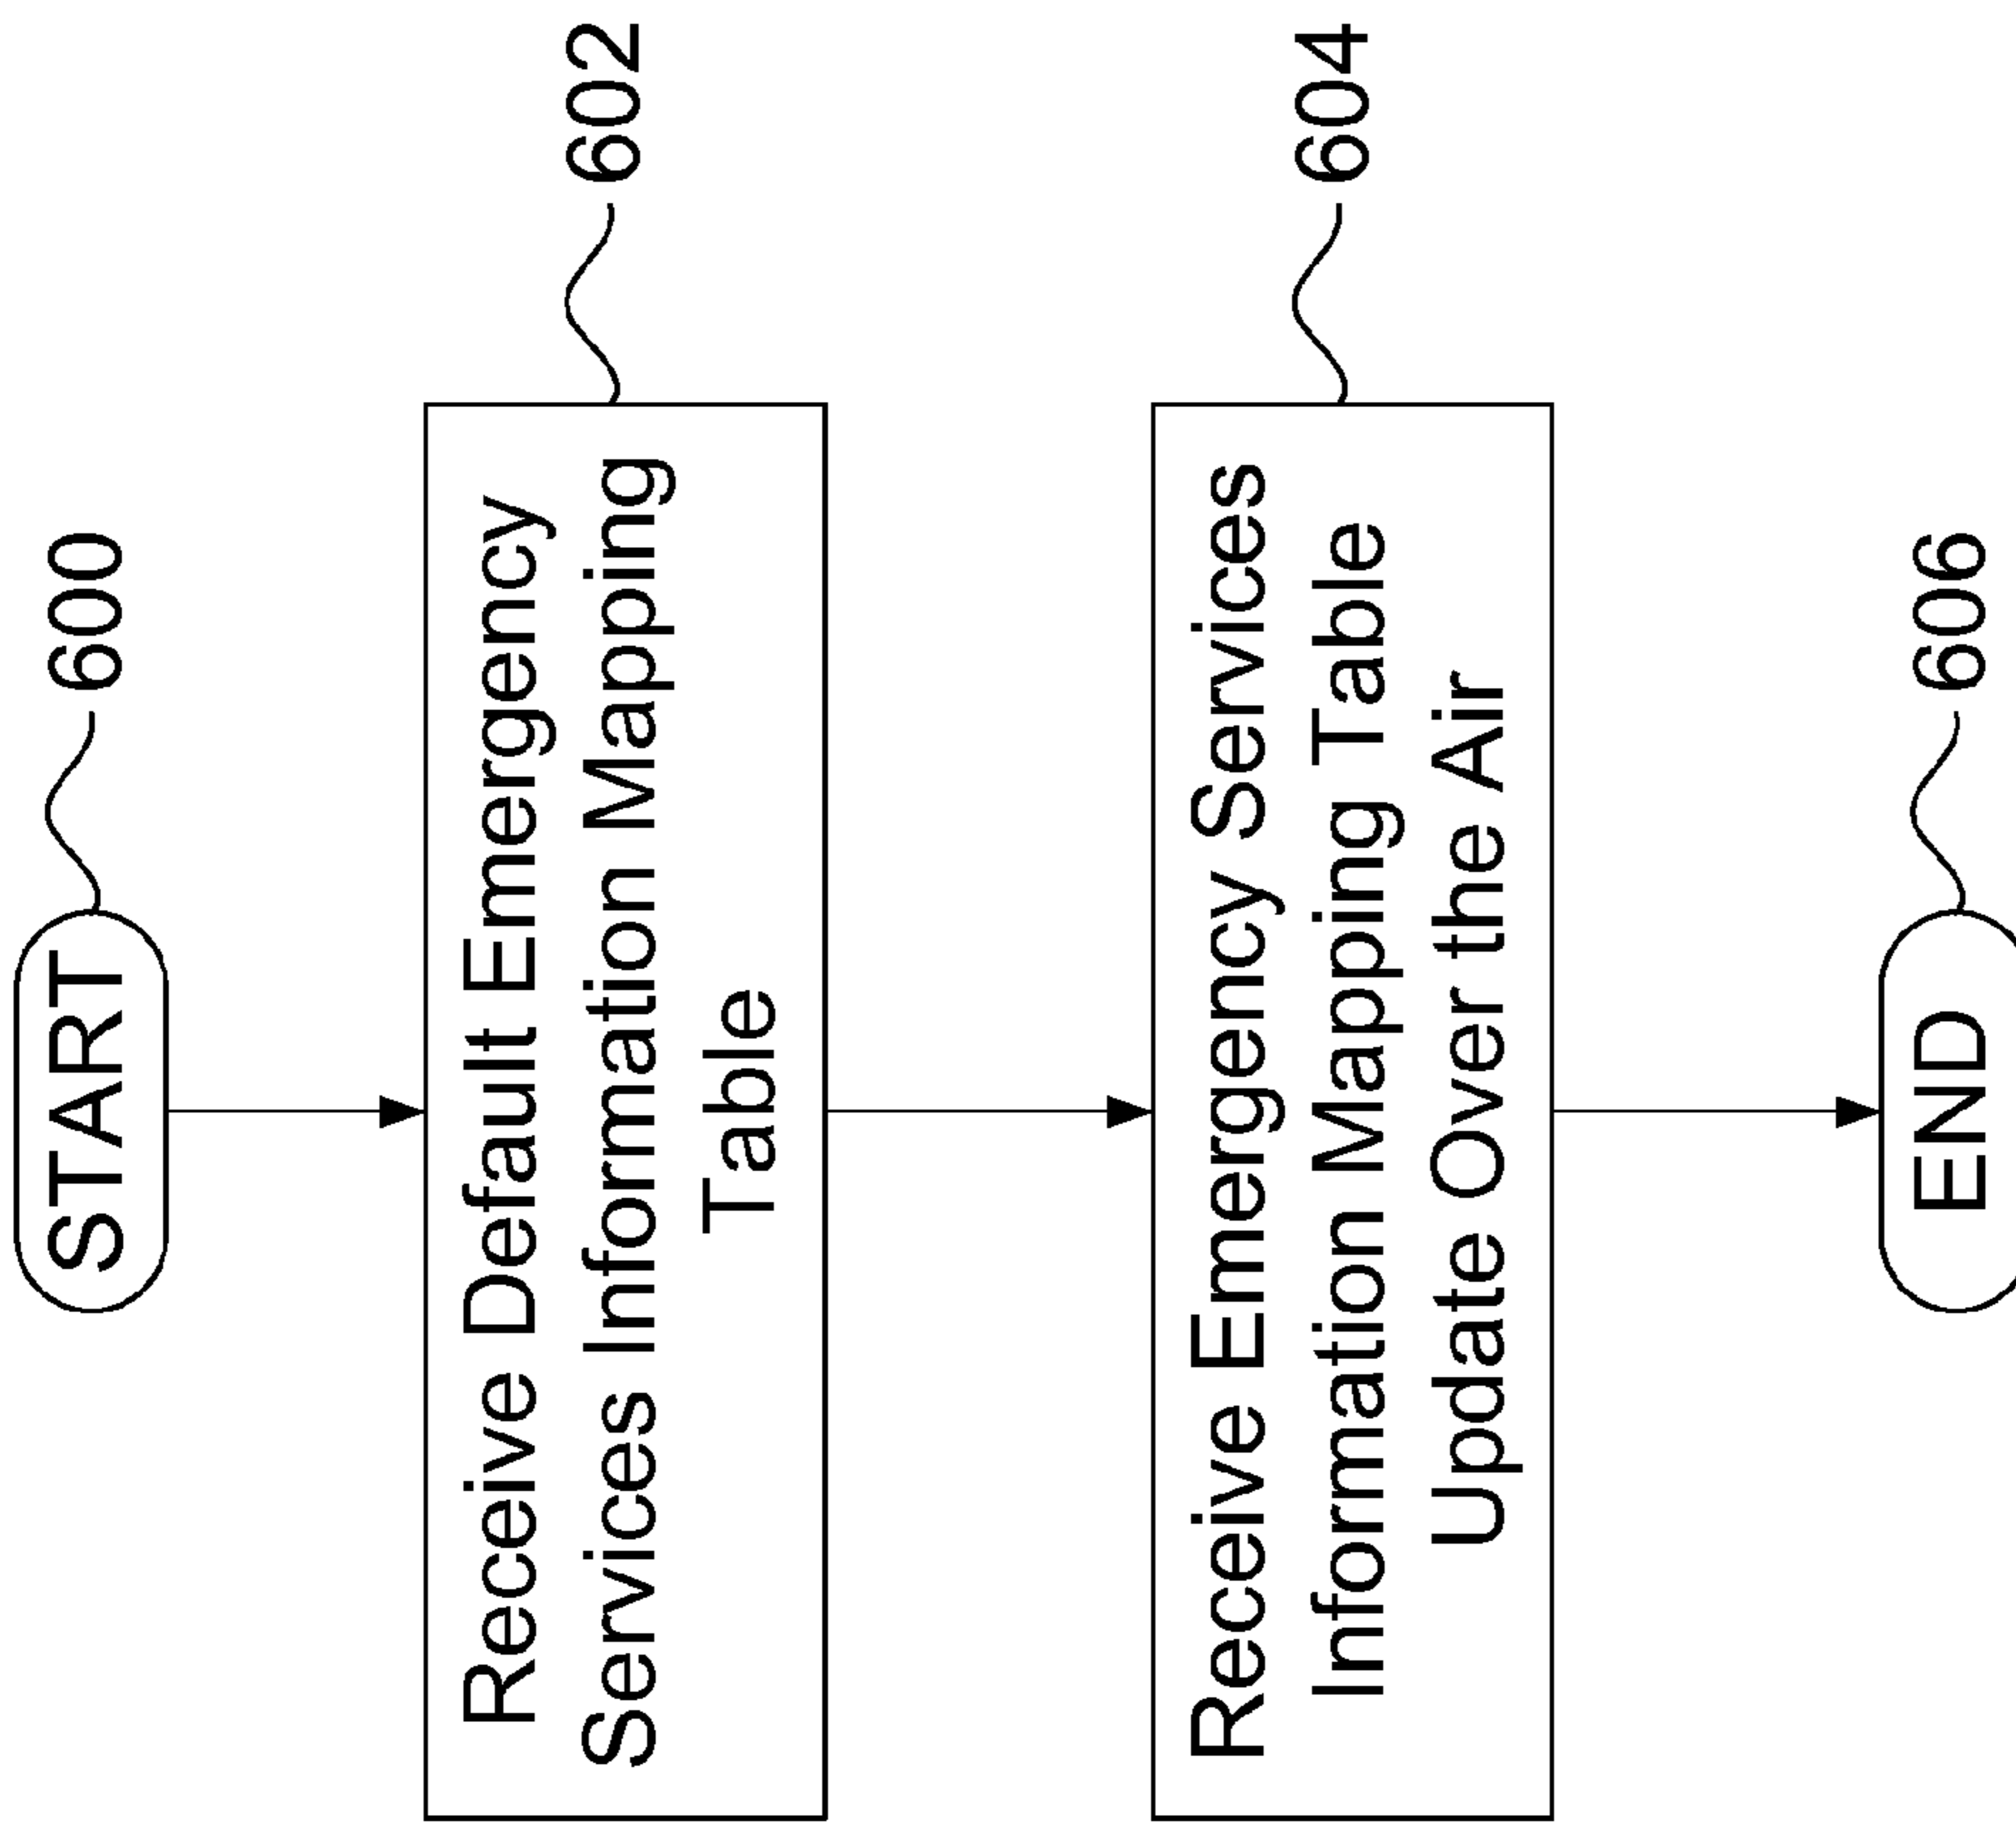 START
600
Receive Default Emergency
Services Information Mapping
Table
602
Receive Emergency Services
Information Mapping Table
Update Over the Air
604
END
606